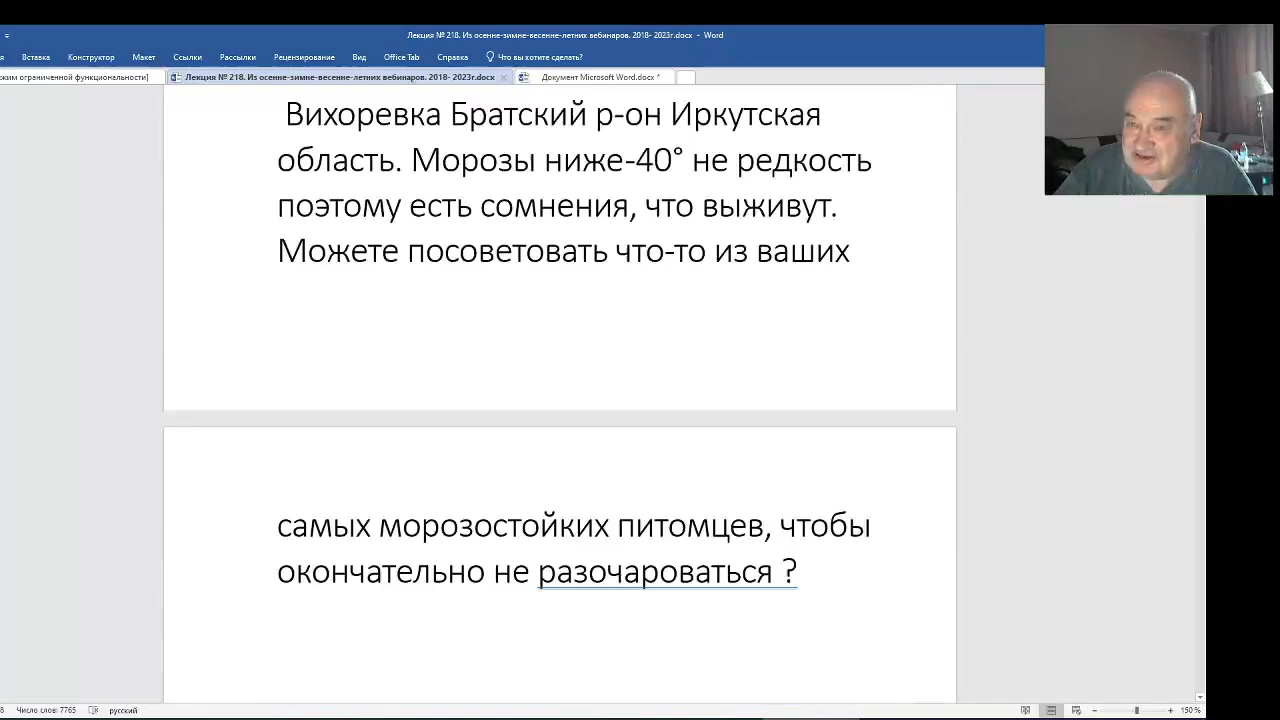 Лекция № 218. Из осенне-зимне-весенне-летних вебинаров. 2018- 2023г.docx - Word
Вставка Конструктор Макет Ссылки Рассылки Рецензирование Вид Office Tab Справка Что вы хотите сделать?
ограниченной функциональности] Лекция № 218. Из осенне-зимне-весенне-летних вебинаров. 2018- 2023г.docx Документ Microsoft Word.docx *
Вихоревка Братский р-он Иркутская
область. Морозы ниже-40° не редкость
поэтому есть сомнения, что выживут.
Можете посоветовать что-то из ваших
самых морозостойких питомцев, чтобы
окончательно не разочароваться ?
Число слов: 7765 русский 150 %